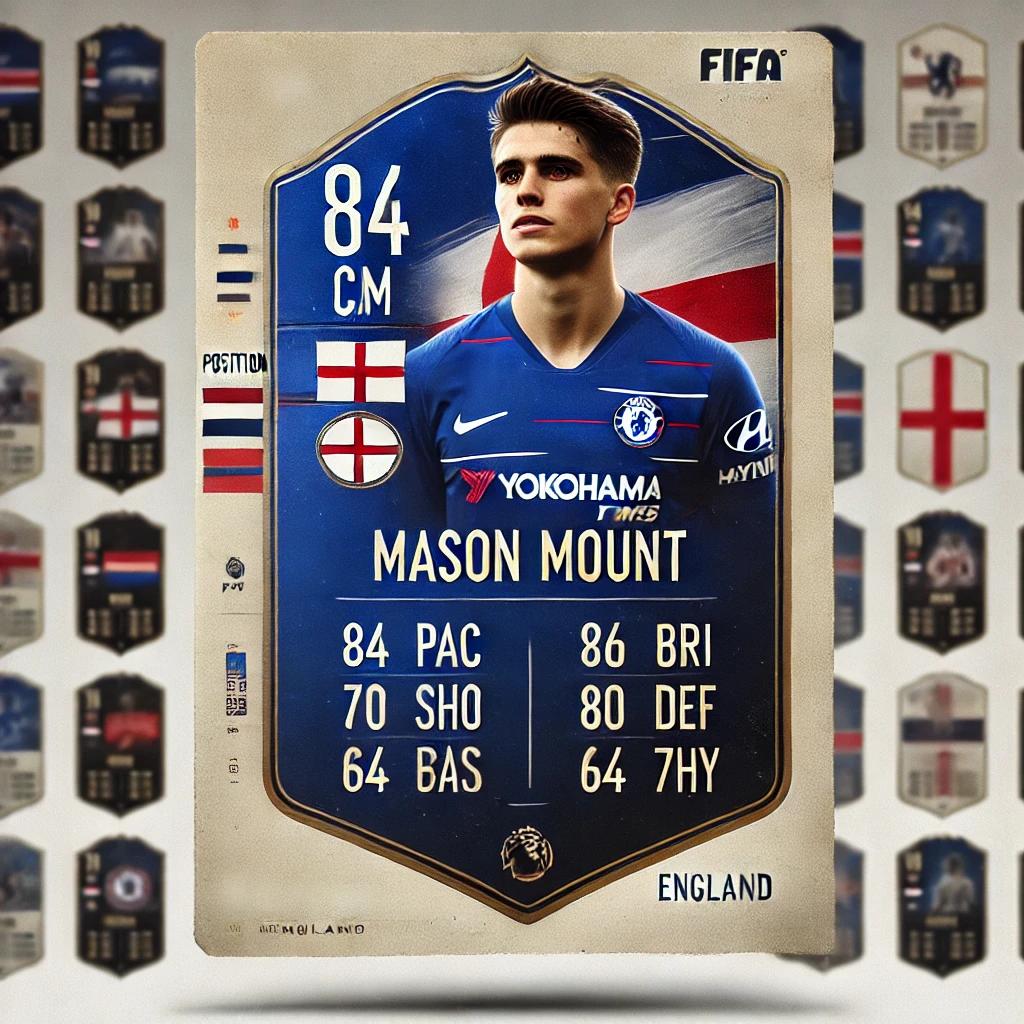 FIFA
84
CM
POSITION
YOKOHAMA
MASON MOUNT
84 PAC 86 BRI
70 SHO 80 DEF
64 BAS 64 7HY
ENGLAND